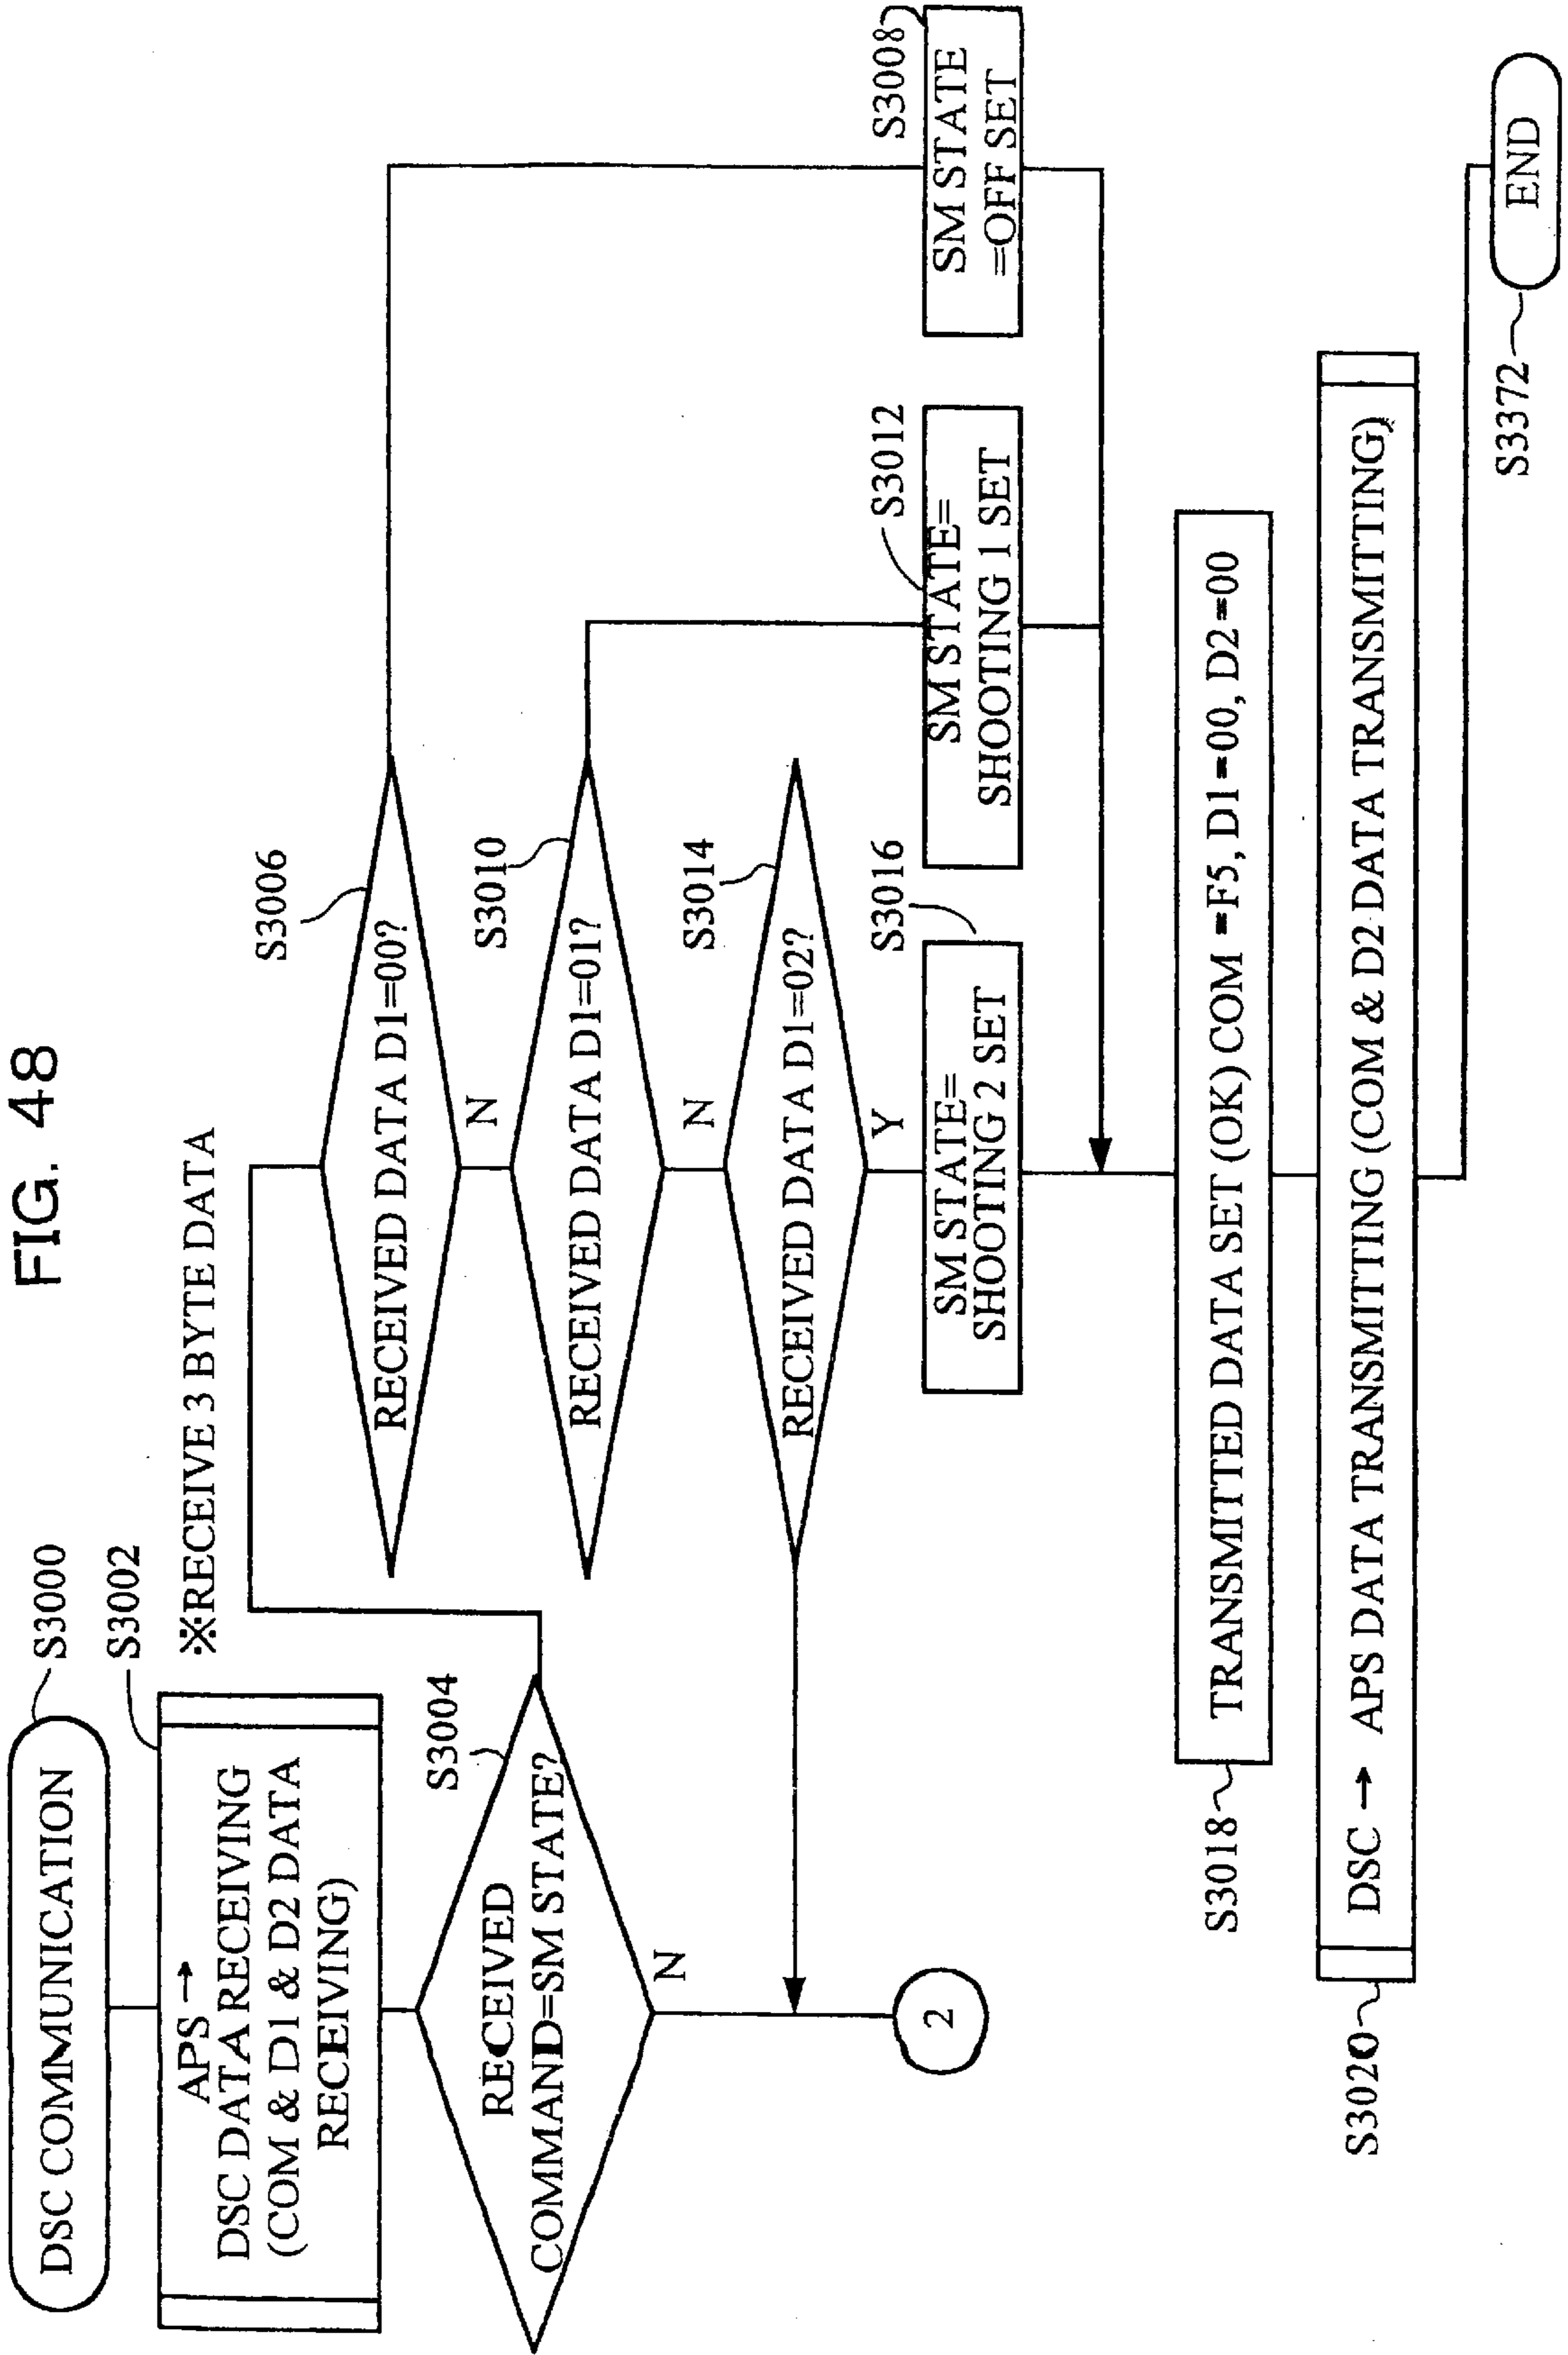 FIG. 48
DSC COMMUNICATION
S3000
APS →
DSC DATA RECEIVING
(COM & D1 & D2 DATA
RECEIVING)
S3002
※RECEIVE 3 BYTE DATA
RECEIVED
COMMAND=SM STATE?
S3004
N
2
RECEIVED DATA D1=00?
S3006
N
RECEIVED DATA D1=01?
S3010
N
RECEIVED DATA D1=02?
S3014
Y
SM STATE=
SHOOTING 2 SET
S3016
SM STATE=
SHOOTING 1 SET
S3012
SM STATE
=OFF SET
S3008
S3018
TRANSMITTED DATA SET (OK) COM =F5, D1=00, D2=00
S3020
DSC → APS DATA TRANSMITTING (COM & D2 DATA TRANSMITTING)
S3372
END